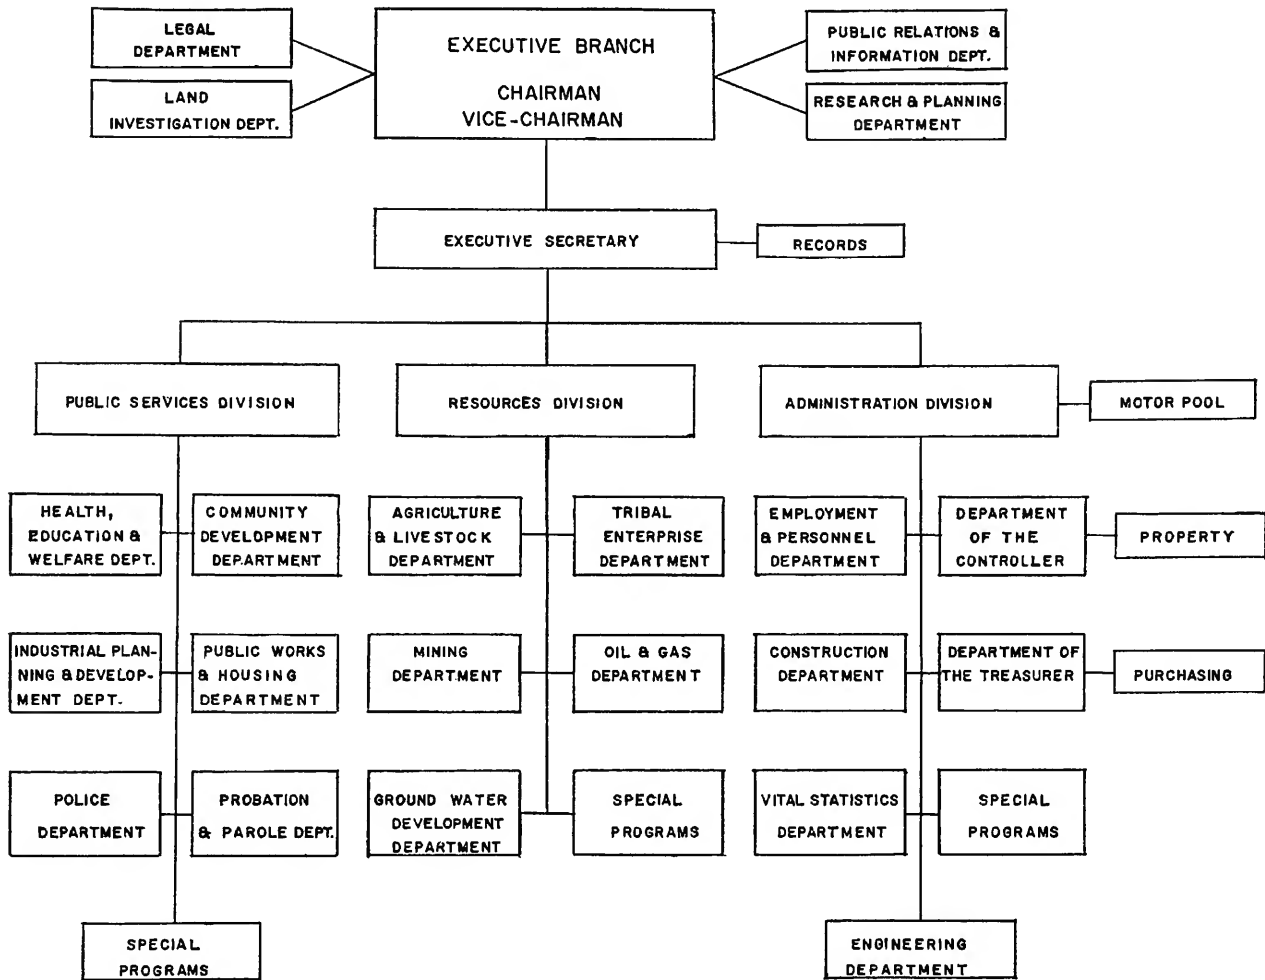 LEGAL
DEPARTMENT
LAND
INVESTIGATION DEPT.
EXECUTIVE BRANCH
CHAIRMAN
VICE-CHAIRMAN
PUBLIC RELATIONS &
INFORMATION DEPT.
RESEARCH & PLANNING
DEPARTMENT
EXECUTIVE SECRETARY
RECORDS
PUBLIC SERVICES DIVISION
RESOURCES DIVISION
ADMINISTRATION DIVISION
MOTOR POOL
HEALTH,
EDUCATION &
WELFARE DEPT.
COMMUNITY
DEVELOPMENT
DEPARTMENT
AGRICULTURE
& LIVESTOCK
DEPARTMENT
TRIBAL
ENTERPRISE
DEPARTMENT
EMPLOYMENT
& PERSONNEL
DEPARTMENT
DEPARTMENT
OF THE
CONTROLLER
PROPERTY
INDUSTRIAL PLAN-
NING & DEVELOP-
MENT DEPT.
PUBLIC WORKS
& HOUSING
DEPARTMENT
MINING
DEPARTMENT
OIL & GAS
DEPARTMENT
CONSTRUCTION
DEPARTMENT
DEPARTMENT OF
THE TREASURER
PURCHASING
POLICE
DEPARTMENT
PROBATION
& PAROLE DEPT.
GROUND WATER
DEVELOPMENT
DEPARTMENT
SPECIAL
PROGRAMS
VITAL STATISTICS
DEPARTMENT
SPECIAL
PROGRAMS
SPECIAL
PROGRAMS
ENGINEERING
DEPARTMENT